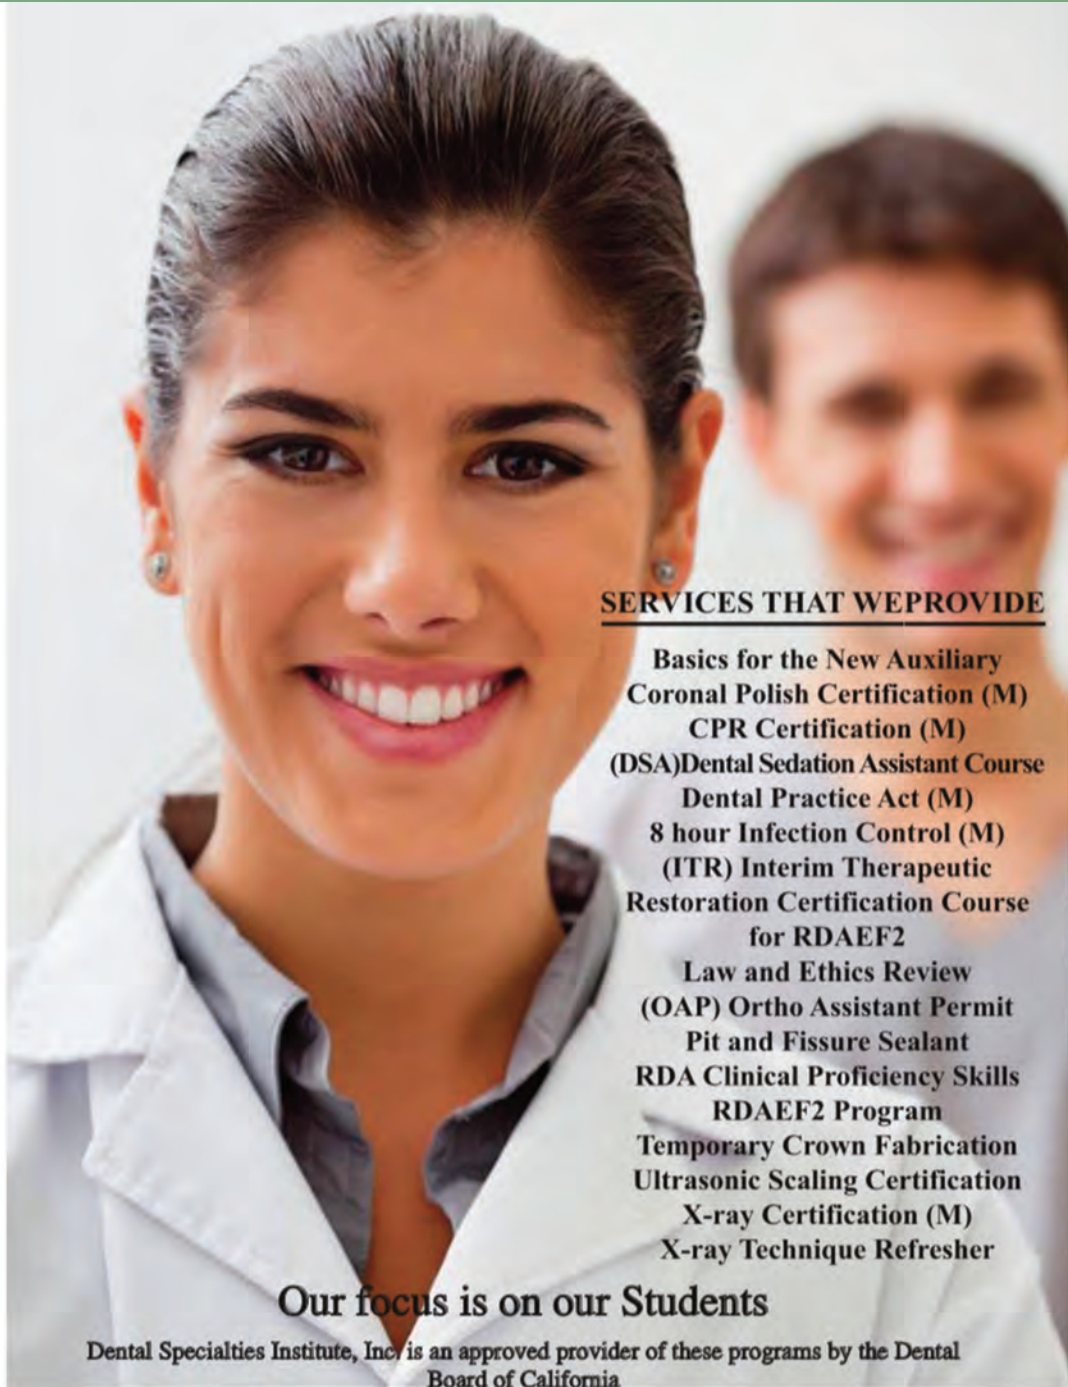 SERVICES THAT WEPROVIDE
Basics for the New Auxiliary
Coronal Polish Certification (M)
CPR Certification (M)
(DSA)Dental Sedation Assistant Course
Dental Practice Act (M)
8 hour Infection Control (M)
(ITR) Interim Therapeutic
Restoration Certification Course
for RDAEF2
Law and Ethics Review
(OAP) Ortho Assistant Permit
Pit and Fissure Sealant
RDA Clinical Proficiency Skills
RDAEF2 Program
Temporary Crown Fabrication
Ultrasonic Scaling Certification
X-ray Certification (M)
X-ray Technique Refresher
Our focus is on our Students
Dental Specialties Institute, Inc. is an approved provider of these programs by the Dental
Board of California